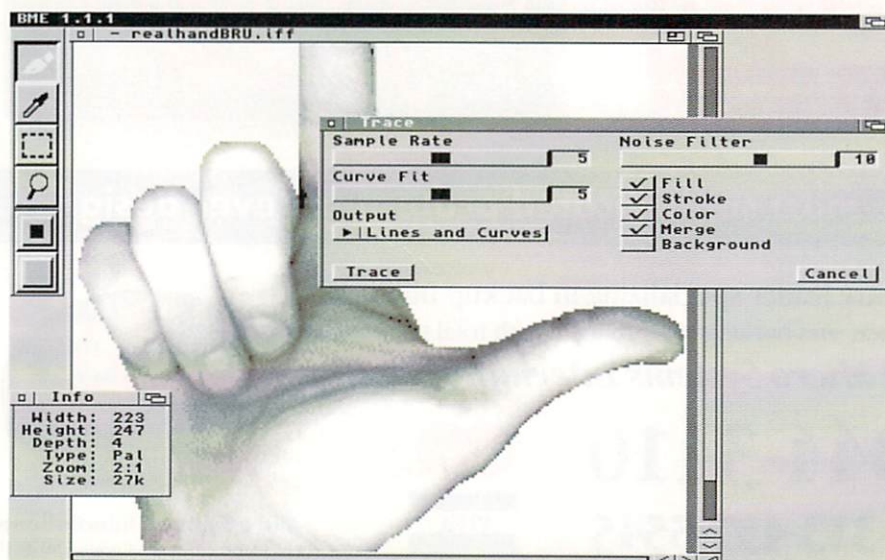 BME 1.1.1
- realhandBRU.iff
Trace
Sample Rate
5
Curve Fit
5
Output
Lines and Curves
Noise Filter
10
Fill
Stroke
Color
Merge
Background
Trace
Cancel
Info
Width: 223
Height: 247
Depth: 4
Type: Pal
Zoom: 2:1
Size: 27k